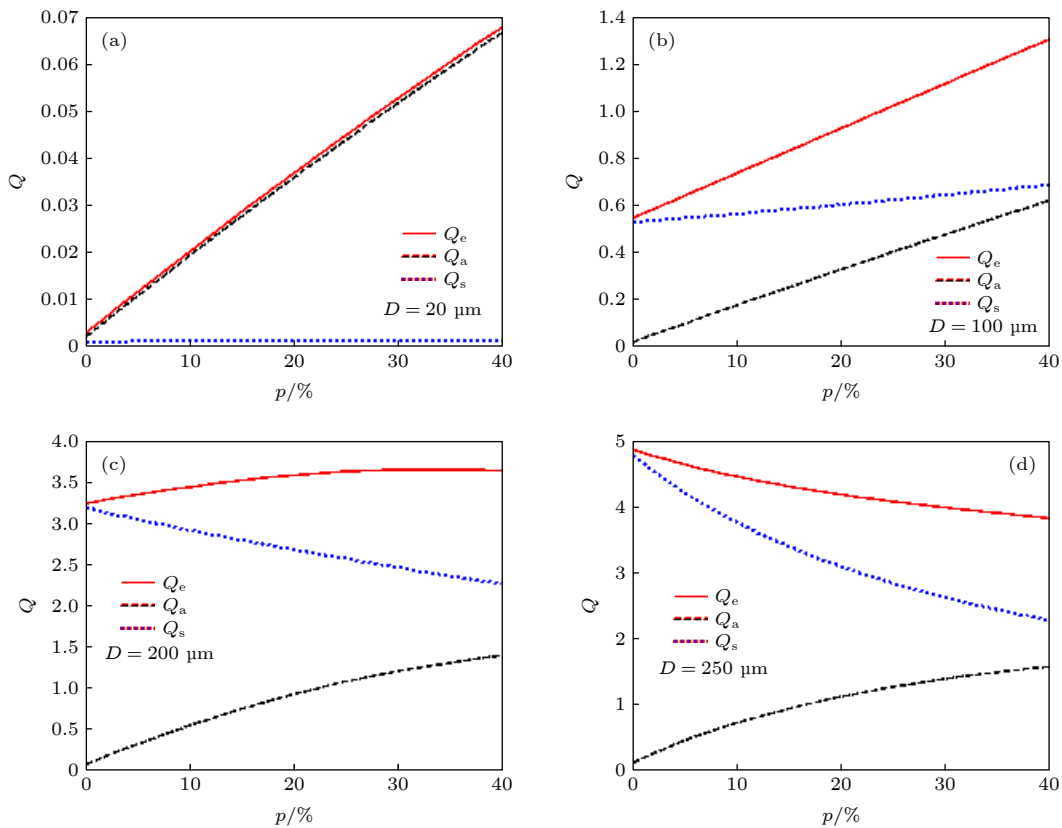 (a)
0.07
0.06
0.05
0.04
0.03
0.02
0.01
0
Q
Qe
Qa
Qs
D = 20 µm
0 10 20 30 40
p/%
(b)
1.4
1.2
1.0
0.8
0.6
0.4
0.2
0
Q
Qe
Qa
Qs
D = 100 µm
0 10 20 30 40
p/%
(c)
4.0
3.5
3.0
2.5
2.0
1.5
1.0
0.5
0
Q
Qe
Qa
Qs
D = 200 µm
0 10 20 30 40
p/%
(d)
5
4
3
2
1
0
Q
Qe
Qa
Qs
D = 250 µm
0 10 20 30 40
p/%